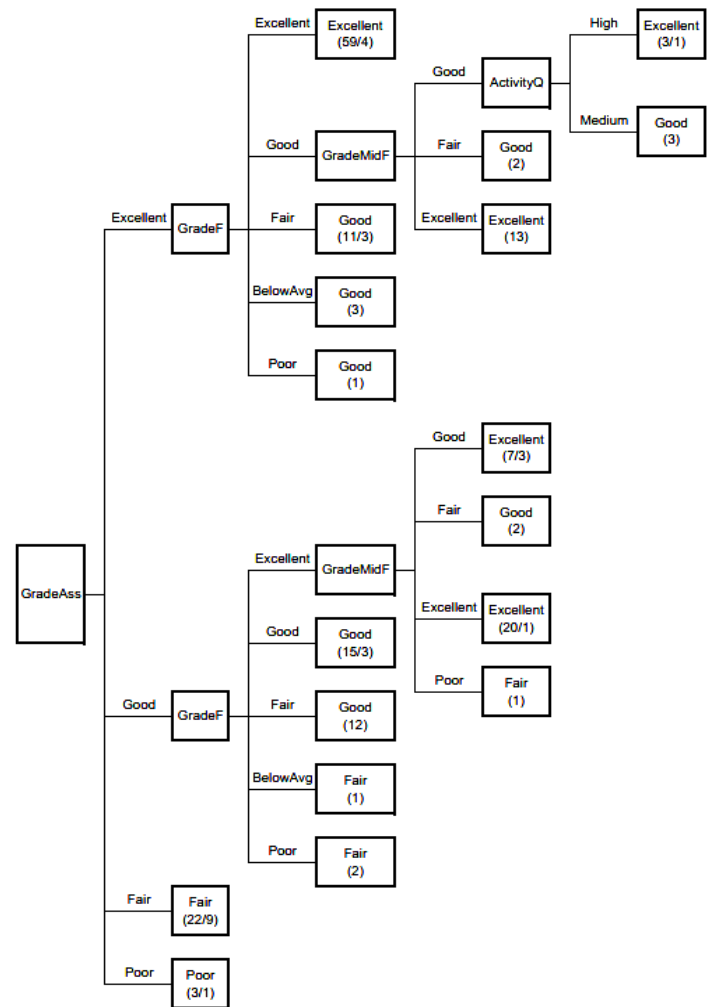 Excellent
Excellent
(59/4)
High
Excellent
(3/1)
Good
ActivityQ
Medium
Good
(3)
Good
GradeMidF
Fair
Good
(2)
Excellent
GradeF
Fair
Good
(11/3)
Excellent
Excellent
(13)
BelowAvg
Good
(3)
Poor
Good
(1)
Good
Excellent
(7/3)
Fair
Good
(2)
Excellent
GradeMidF
GradeAss
Excellent
Excellent
(20/1)
Good
Good
(15/3)
Poor
Fair
(1)
Good
GradeF
Fair
Good
(12)
BelowAvg
Fair
(1)
Poor
Fair
(2)
Fair
Fair
(22/9)
Poor
Poor
(3/1)